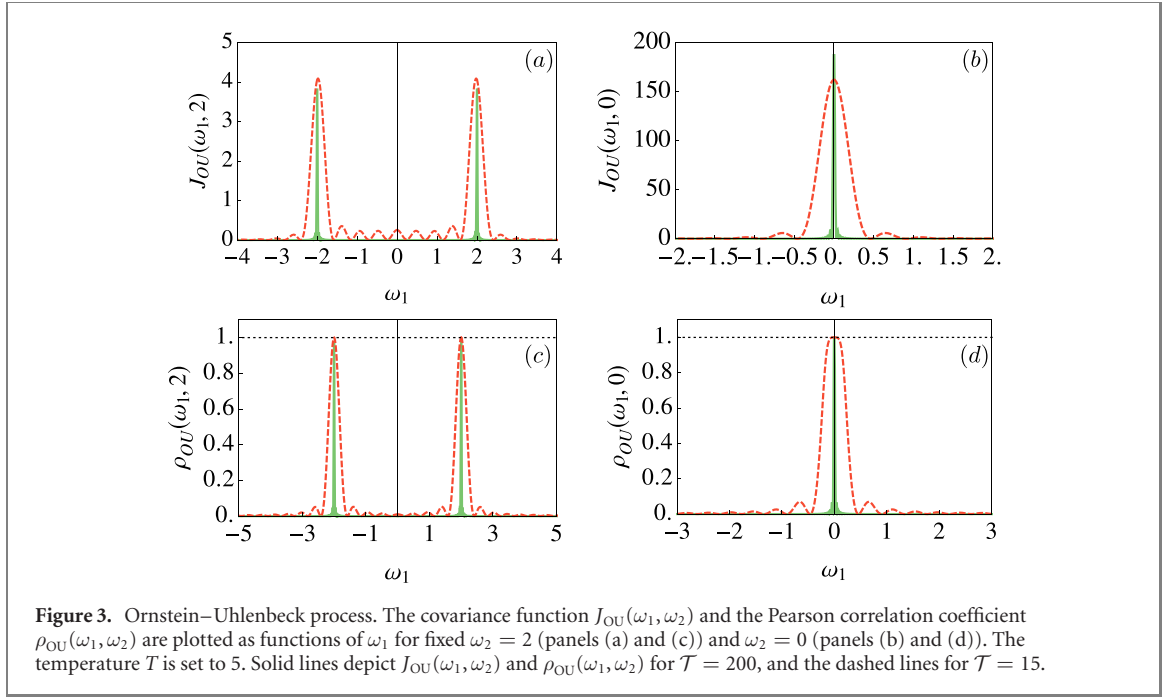 5
4
3
2
1
0
J_OU(ω₁, 2)
(a)
−4 −3 −2 −1 0 1 2 3 4
ω₁
200
150
100
50
0
J_OU(ω₁, 0)
(b)
−2. −1.5 −1. −0.5 0. 0.5 1. 1.5 2.
ω₁
1.
0.8
0.6
0.4
0.2
0.
ρ_OU(ω₁, 2)
(c)
−5 −3 −1 1 3 5
ω₁
1.
0.8
0.6
0.4
0.2
0.
ρ_OU(ω₁, 0)
(d)
−3 −2 −1 0 1 2 3
ω₁
Figure 3. Ornstein–Uhlenbeck process. The covariance function J_OU(ω₁, ω₂) and the Pearson correlation coefficient
ρ_OU(ω₁, ω₂) are plotted as functions of ω₁ for fixed ω₂ = 2 (panels (a) and (c)) and ω₂ = 0 (panels (b) and (d)). The
temperature T is set to 5. Solid lines depict J_OU(ω₁, ω₂) and ρ_OU(ω₁, ω₂) for 𝒯 = 200, and the dashed lines for 𝒯 = 15.